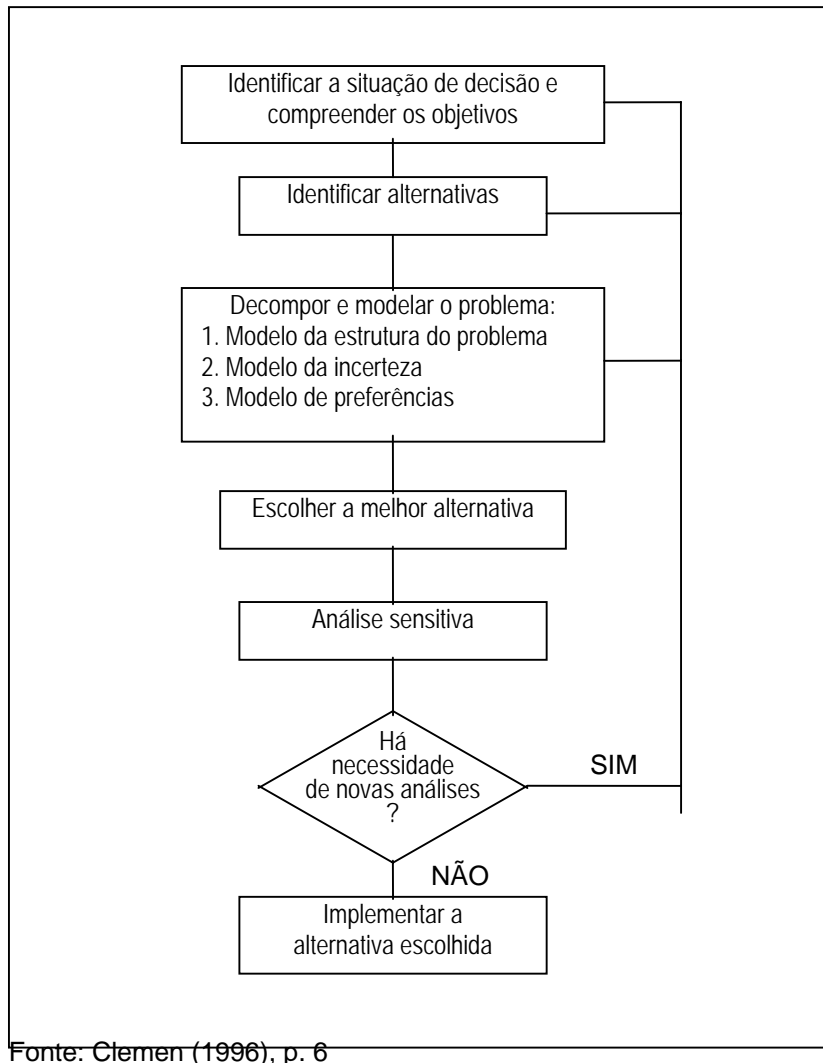 Identificar a situação de decisão e
compreender os objetivos
Identificar alternativas
Decompor e modelar o problema:
1. Modelo da estrutura do problema
2. Modelo da incerteza
3. Modelo de preferências
Escolher a melhor alternativa
Análise sensitiva
Há
necessidade
de novas análises
?
SIM
NÃO
Implementar a
alternativa escolhida
Fonte: Clemen (1996), p. 6